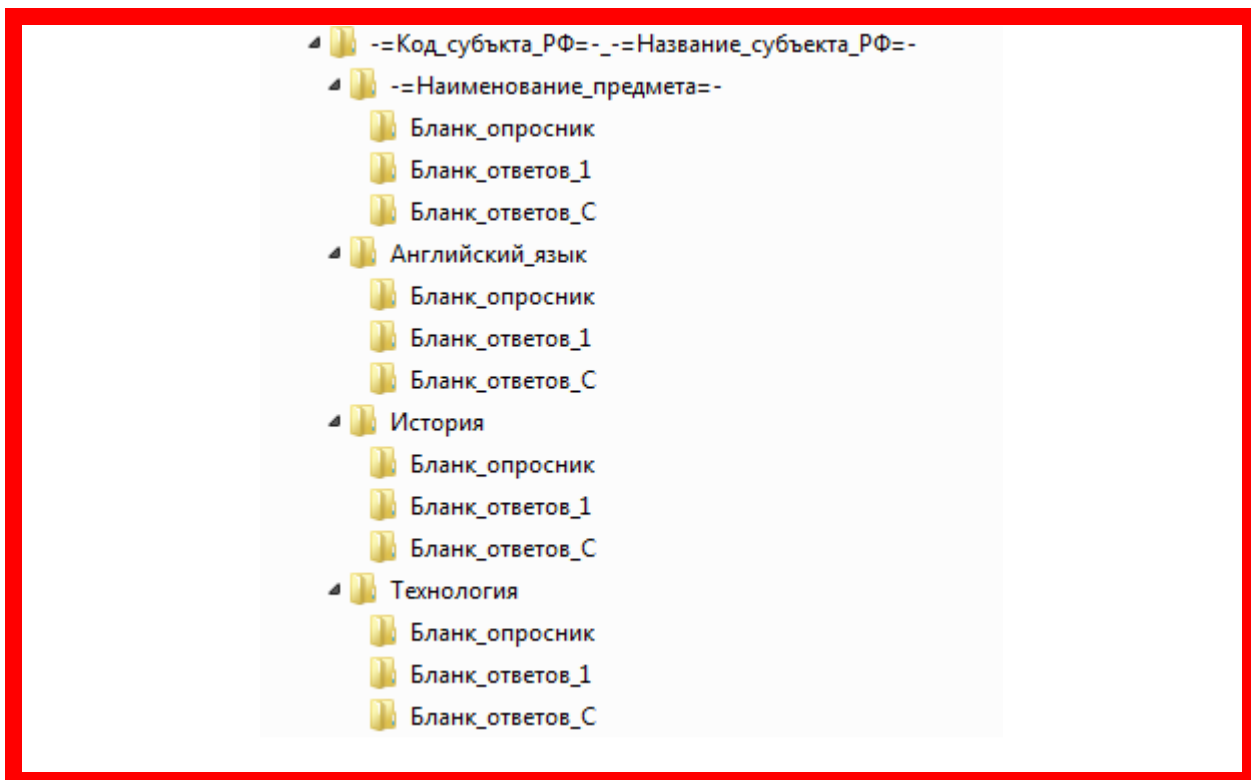 -=Код_субъкта_РФ=-_-=Название_субъекта_РФ=-
-=Наименование_предмета=-
Бланк_опросник
Бланк_ответов_1
Бланк_ответов_С
Английский_язык
Бланк_опросник
Бланк_ответов_1
Бланк_ответов_С
История
Бланк_опросник
Бланк_ответов_1
Бланк_ответов_С
Технология
Бланк_опросник
Бланк_ответов_1
Бланк_ответов_С